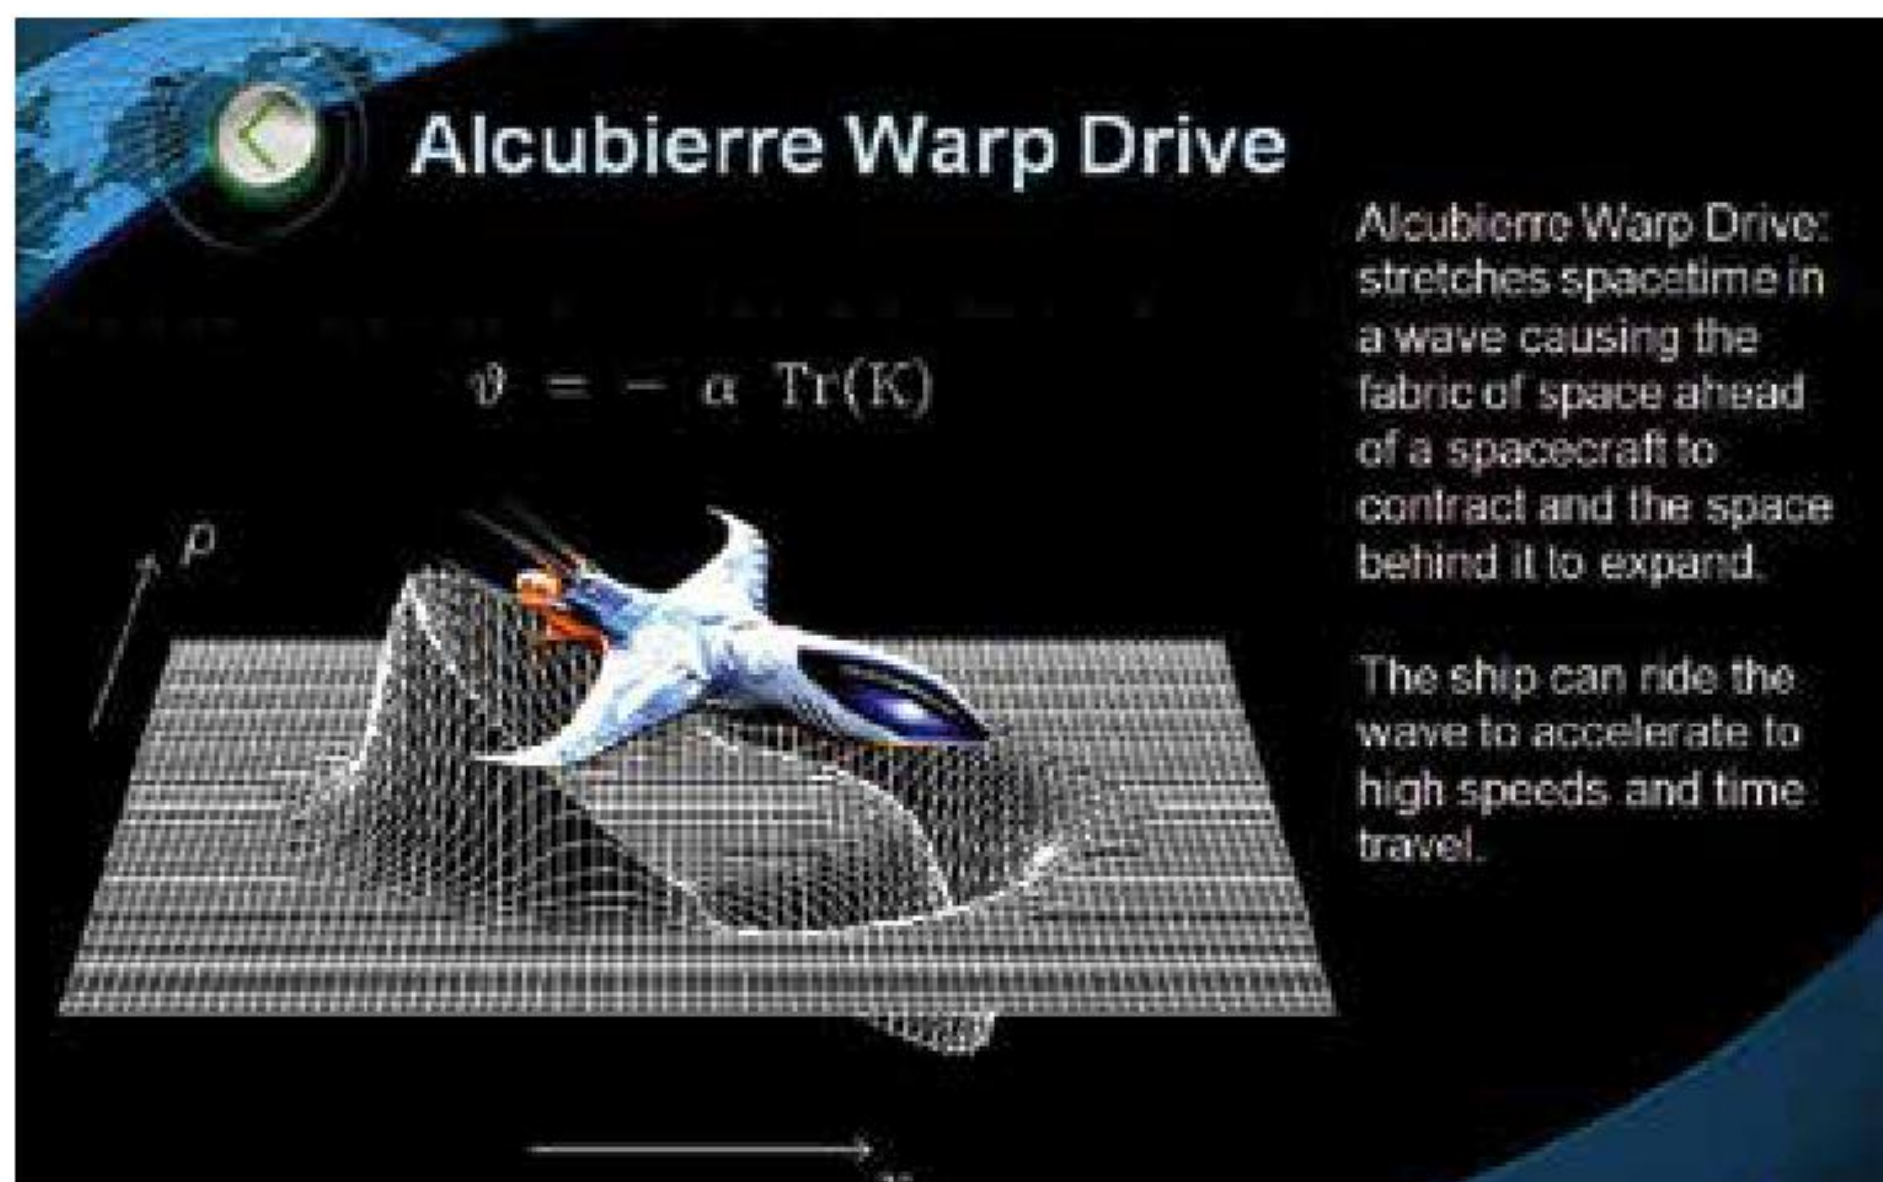 Alcubierre Warp Drive
ϑ = − α Tr(K)
ρ
Alcubierre Warp Drive:
stretches spacetime in
a wave causing the
fabric of space ahead
of a spacecraft to
contract and the space
behind it to expand.
The ship can ride the
wave to accelerate to
high speeds and time
travel.